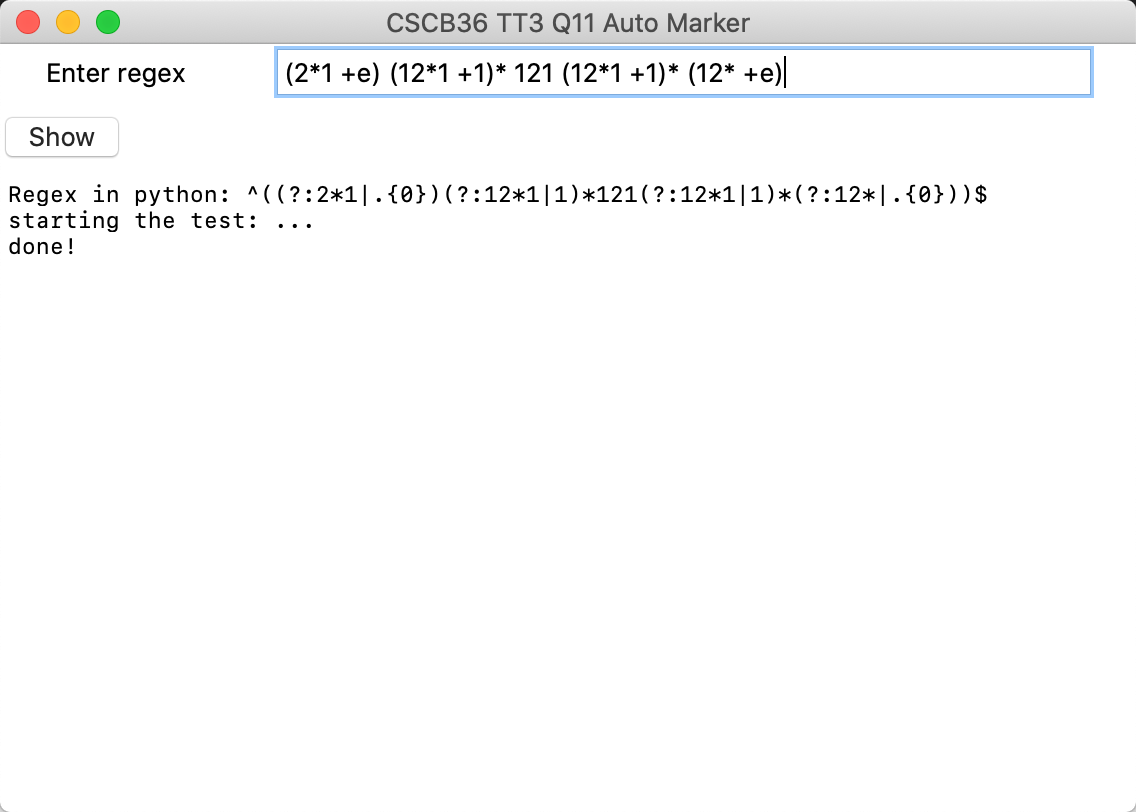 CSCB36 TT3 Q11 Auto Marker
Enter regex (2*1 +e) (12*1 +1)* 121 (12*1 +1)* (12* +e)
Show
Regex in python: ^((?:2*1|.{0})(?:12*1|1)*121(?:12*1|1)*(?:12*|.{0}))$
starting the test: ...
done!